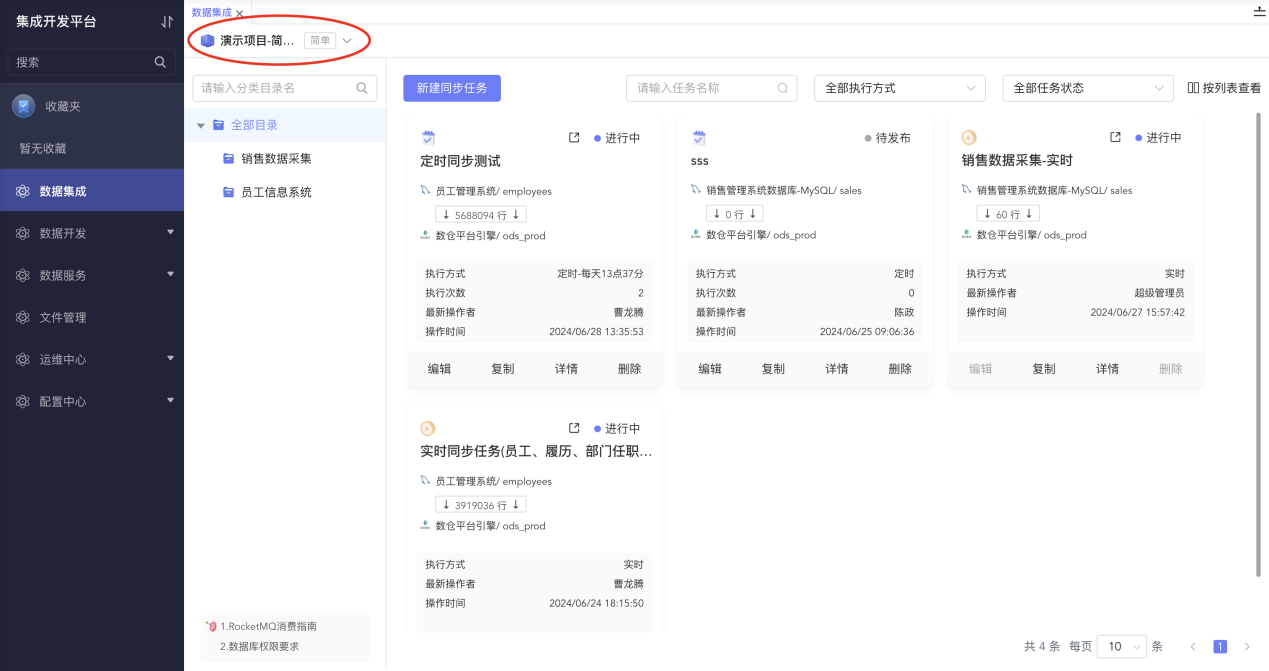 集成开发平台
搜索
收藏夹
暂无收藏
数据集成
数据开发
数据服务
文件管理
运维中心
配置中心
数据集成
演示项目-简... 简单
请输入分类目录名
全部目录
销售数据采集
员工信息系统
1.RocketMQ消费指南
2.数据库权限要求
新建同步任务 请输入任务名称 全部执行方式 全部任务状态 按列表查看
进行中
定时同步测试
员工管理系统/ employees
5688094 行
数仓平台引擎/ ods_prod
执行方式 定时-每天13点37分
执行次数 2
最新操作者 曹龙腾
操作时间 2024/06/28 13:35:53
编辑 复制 详情 删除
待发布
sss
销售管理系统数据库-MySQL/ sales
0 行
数仓平台引擎/ ods_prod
执行方式 定时
执行次数 0
最新操作者 陈政
操作时间 2024/06/25 09:06:36
编辑 复制 详情 删除
进行中
销售数据采集-实时
销售管理系统数据库-MySQL/ sales
60 行
数仓平台引擎/ ods_prod
执行方式 实时
最新操作者 超级管理员
操作时间 2024/06/27 15:57:42
编辑 复制 详情 删除
进行中
实时同步任务(员工、履历、部门任职...
员工管理系统/ employees
3919036 行
数仓平台引擎/ ods_prod
执行方式 实时
最新操作者 曹龙腾
操作时间 2024/06/24 18:15:50
共 4 条 每页 10 条 1